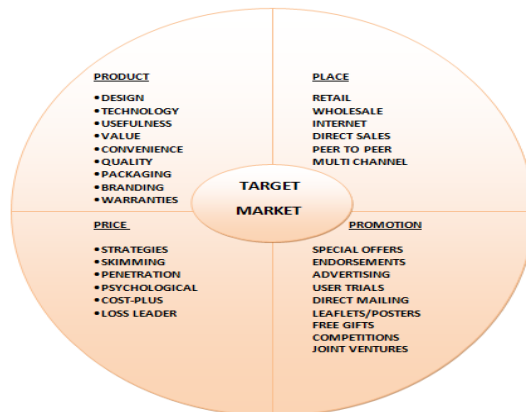 PRODUCT
•DESIGN
•TECHNOLOGY
•USEFULNESS
•VALUE
•CONVENIENCE
•QUALITY
•PACKAGING
•BRANDING
•WARRANTIES
PLACE
RETAIL
WHOLESALE
INTERNET
DIRECT SALES
PEER TO PEER
MULTI CHANNEL
TARGET
MARKET
PRICE
•STRATEGIES
•SKIMMING
•PENETRATION
•PSYCHOLOGICAL
•COST-PLUS
•LOSS LEADER
PROMOTION
SPECIAL OFFERS
ENDORSEMENTS
ADVERTISING
USER TRIALS
DIRECT MAILING
LEAFLETS/POSTERS
FREE GIFTS
COMPETITIONS
JOINT VENTURES